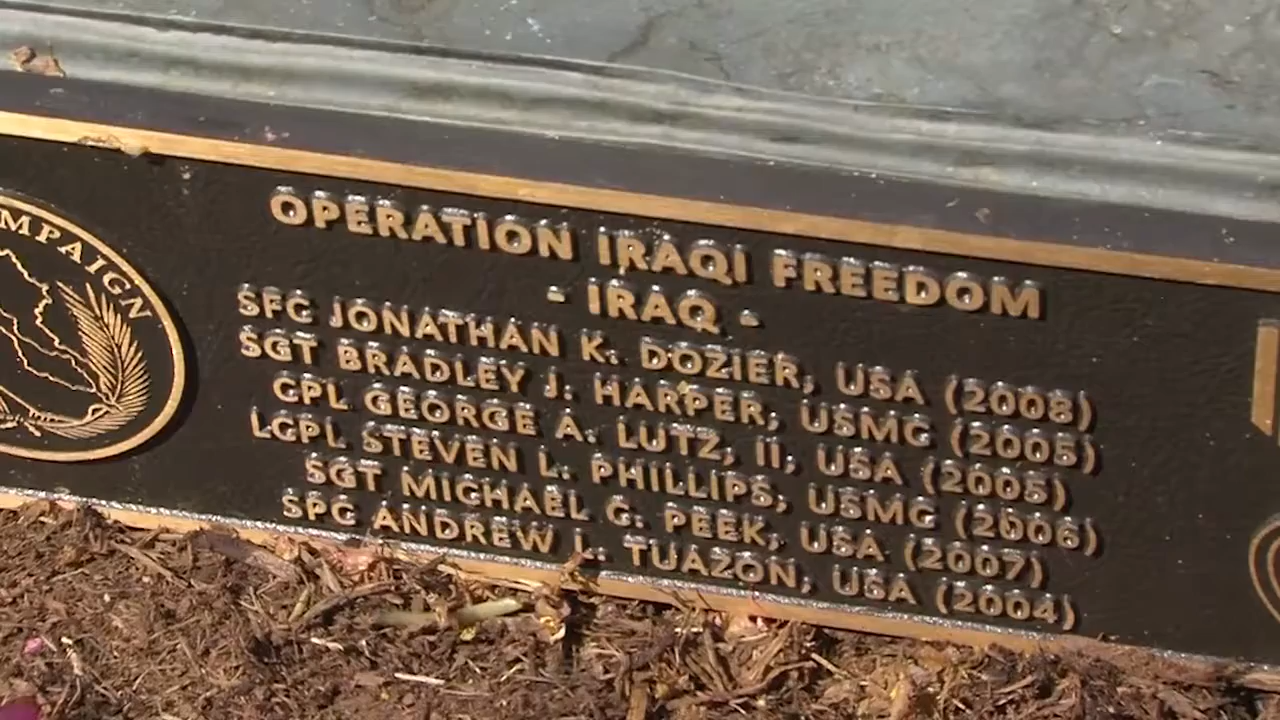 MPAIGN
OPERATION IRAQI FREEDOM
- IRAQ -
SFC JONATHAN K. DOZIER, USA (2008)
SGT BRADLEY J. HARPER, USMC (2005)
CPL GEORGE A. LUTZ, II, USA (2005)
LCPL STEVEN L. PHILLIPS, USMC (2006)
SGT MICHAEL C. PEEK, USA (2007)
SPC ANDREW L. TUAZON, USA (2004)